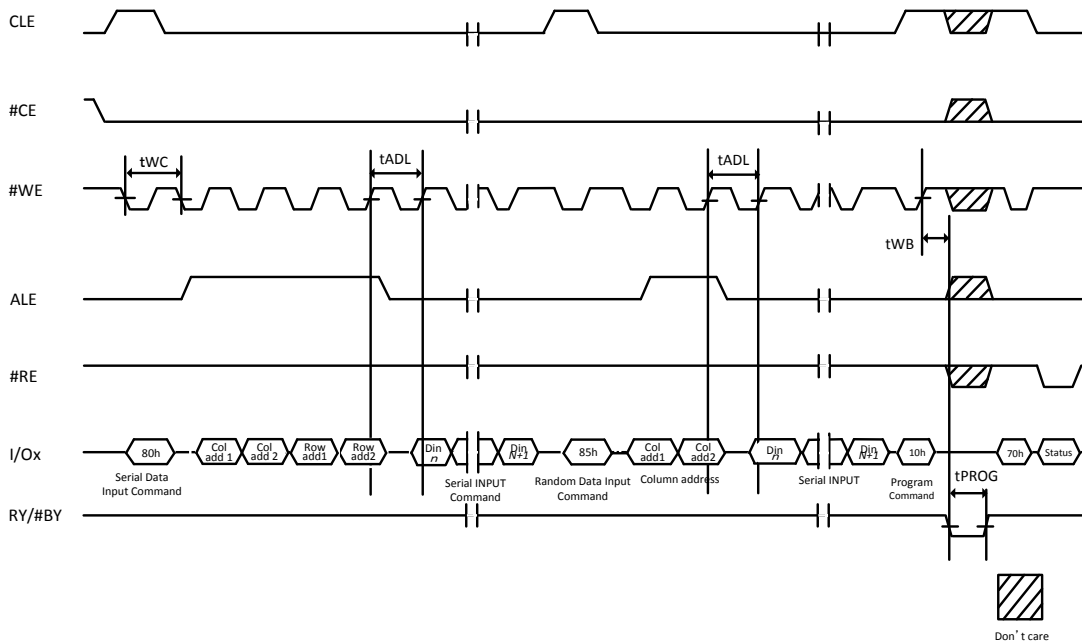 CLE
#CE
tWC
tADL
tADL
#WE
tWB
ALE
#RE
I/Ox
80h
Col
add 1
Col
add 2
Row
add1
Row
add2
Din
n
Din
N+1
85h
Col
add1
Col
add2
Din
n
Din
N+1
10h
70h
Status
Serial Data
Input Command
Serial INPUT
Command
Random Data Input
Command
Column address
Serial INPUT
Program
Command
tPROG
RY/#BY
Don't care